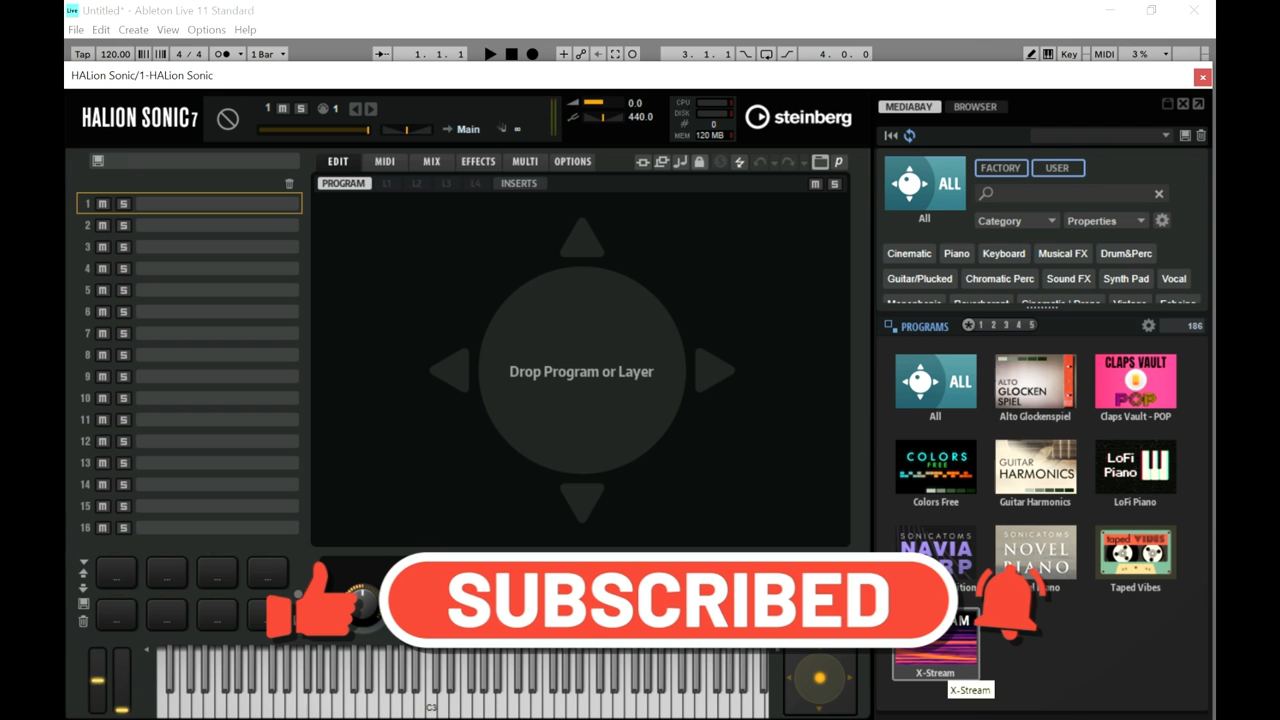 Live Untitled* - Ableton Live 11 Standard
File Edit Create View Options Help
Tap 120.00 4 / 4 1 Bar 1. 1. 1 3. 1. 1 4. 0. 0 Key MIDI 3 %
HALion Sonic/1-HALion Sonic
HALION SONIC 7
1 M S 1
Main ∞
0.0
440.0
CPU
DISK
# 0
MEM 120 MB
steinberg
MEDIABAY BROWSER
EDIT MIDI MIX EFFECTS MULTI OPTIONS
PROGRAM L1 L2 L3 L4 INSERTS M S
1 M S
2 M S
3 M S
4 M S
5 M S
6 M S
7 M S
8 M S
9 M S
10 M S
11 M S
12 M S
13 M S
14 M S
15 M S
16 M S
Drop Program or Layer
ALL
All
FACTORY USER
Category Properties
Cinematic Piano Keyboard Musical FX Drum&Perc
Guitar/Plucked Chromatic Perc Sound FX Synth Pad Vocal
PROGRAMS 1 2 3 4 5 186
ALL
All
ALTO
GLOCKEN
SPIEL
Alto Glockenspiel
CLAPS VAULT
POP
Claps Vault - POP
COLORS
FREE
Colors Free
GUITAR
HARMONICS
Guitar Harmonics
LoFi
Piano
LoFi Piano
SONICATOMS
NAVIA
SONICATOMS
NOVEL
taped VIBES
Taped Vibes
SUBSCRIBED
X-Stream
X-Stream
C3